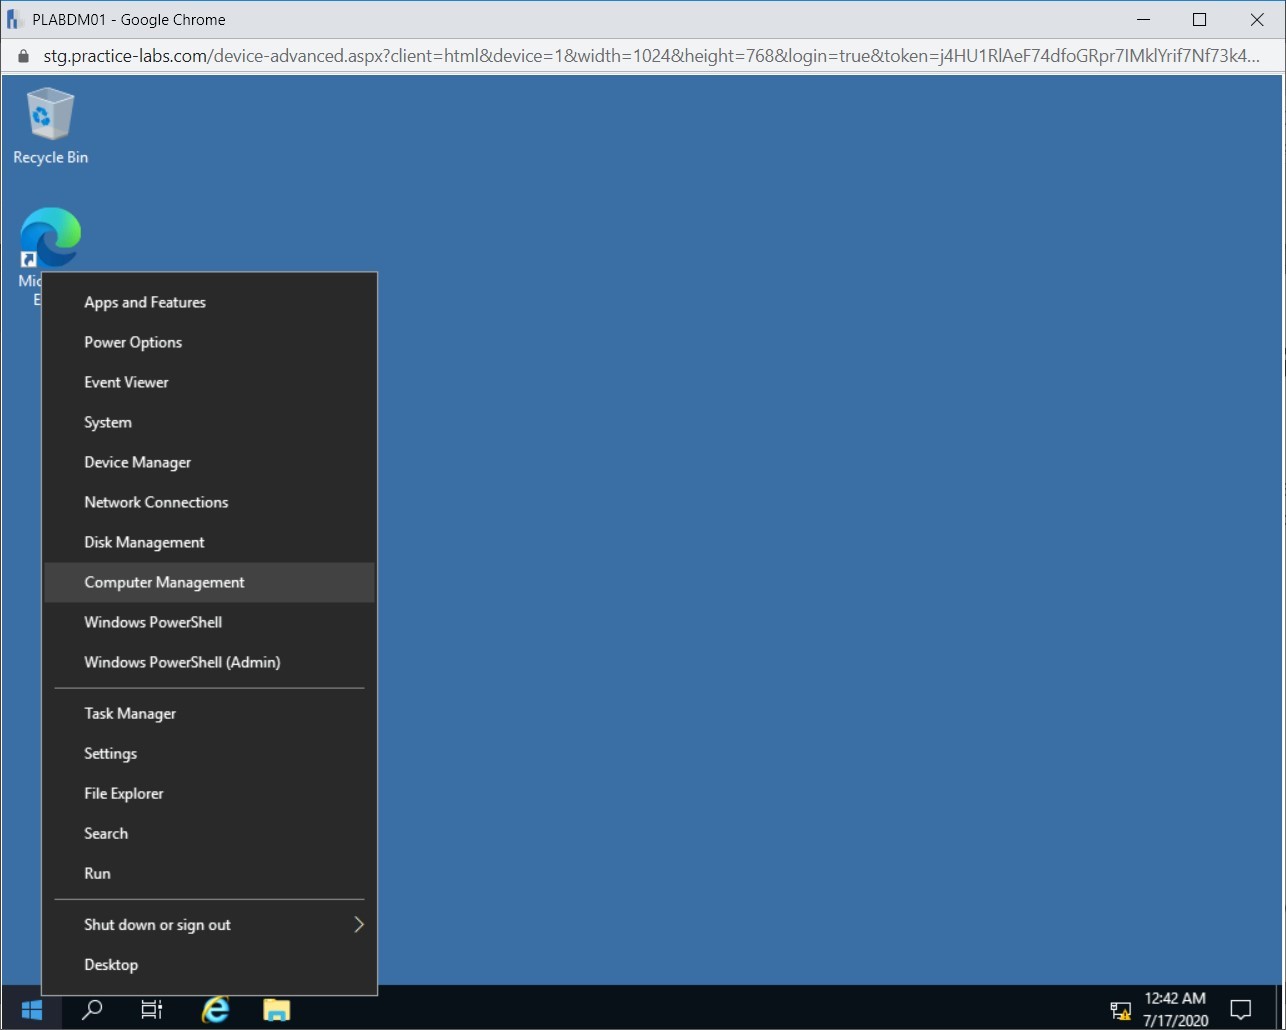 PLABDM01 - Google Chrome
stg.practice-labs.com/device-advanced.aspx?client=html&device=1&width=1024&height=768&login=true&token=j4HU1RlAeF74dfoGRpr7IMklYrif7Nf73k4...
Recycle Bin
Mic
E
Apps and Features
Power Options
Event Viewer
System
Device Manager
Network Connections
Disk Management
Computer Management
Windows PowerShell
Windows PowerShell (Admin)
Task Manager
Settings
File Explorer
Search
Run
Shut down or sign out
Desktop
12:42 AM
7/17/2020